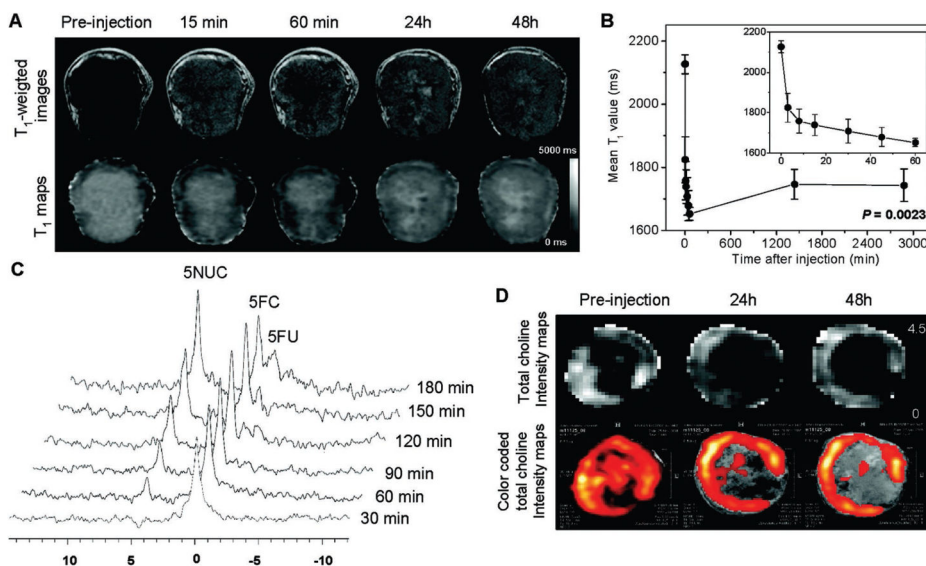 A
Pre-injection 15 min 60 min 24h 48h
T1-weigted images
5000 ms
T1 maps
0 ms
B
Mean T1 value (ms)
2200
2100
2000
1900
1800
1700
1600
2200
2000
1800
1600
0 20 40 60
P = 0.0023
0 600 1200 1800 2400 3000
Time after injection (min)
C
5NUC
5FC
5FU
180 min
150 min
120 min
90 min
60 min
30 min
10 5 0 -5 -10
D
Pre-injection 24h 48h
Total choline Intensity maps
4.5
0
Color coded total choline Intensity maps